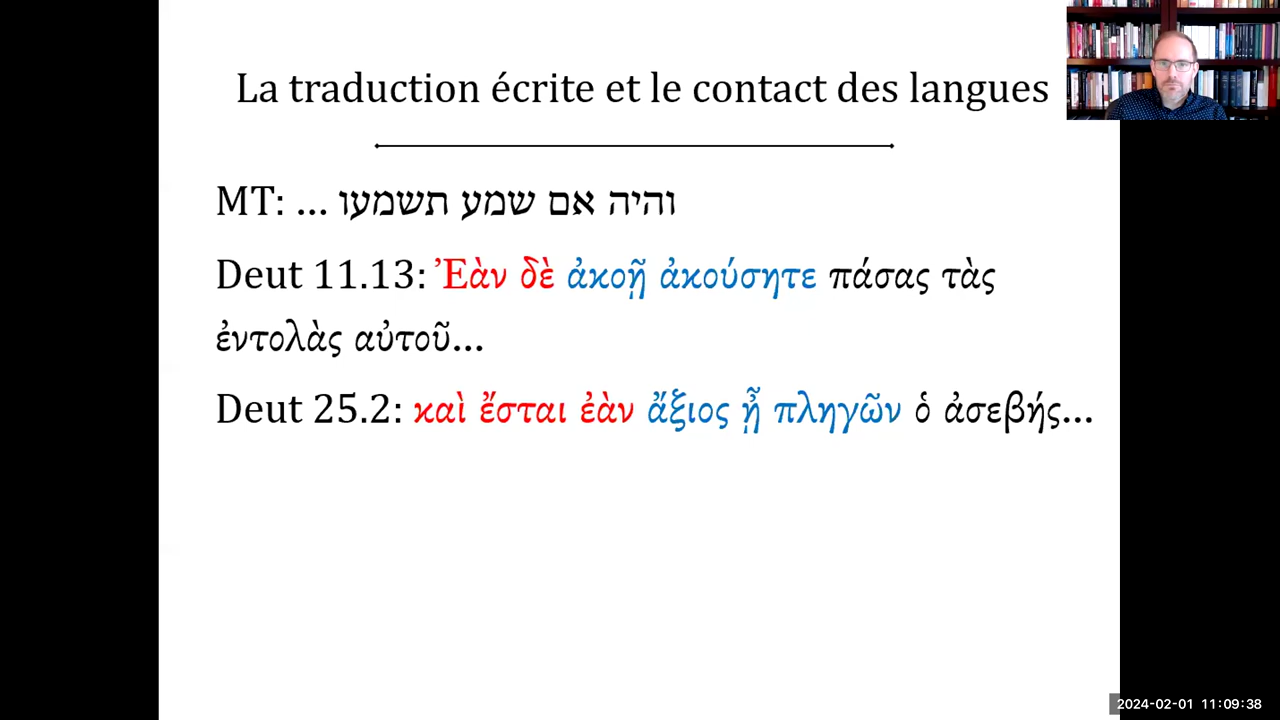 La traduction écrite et le contact des langues
MT: … והיה אם שמע תשמעו
Deut 11.13: Ἐὰν δὲ ἀκοῇ ἀκούσητε πάσας τὰς
ἐντολὰς αὐτοῦ…
Deut 25.2: καὶ ἔσται ἐὰν ἄξιος ᾖ πληγῶν ὁ ἀσεβής…
2024-02-01 11:09:38